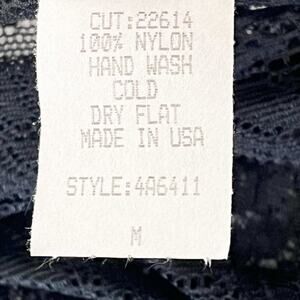 CUT:22614
100% NYLON
HAND WASH
COLD
DRY FLAT
MADE IN USA
STYLE:4A6411
M